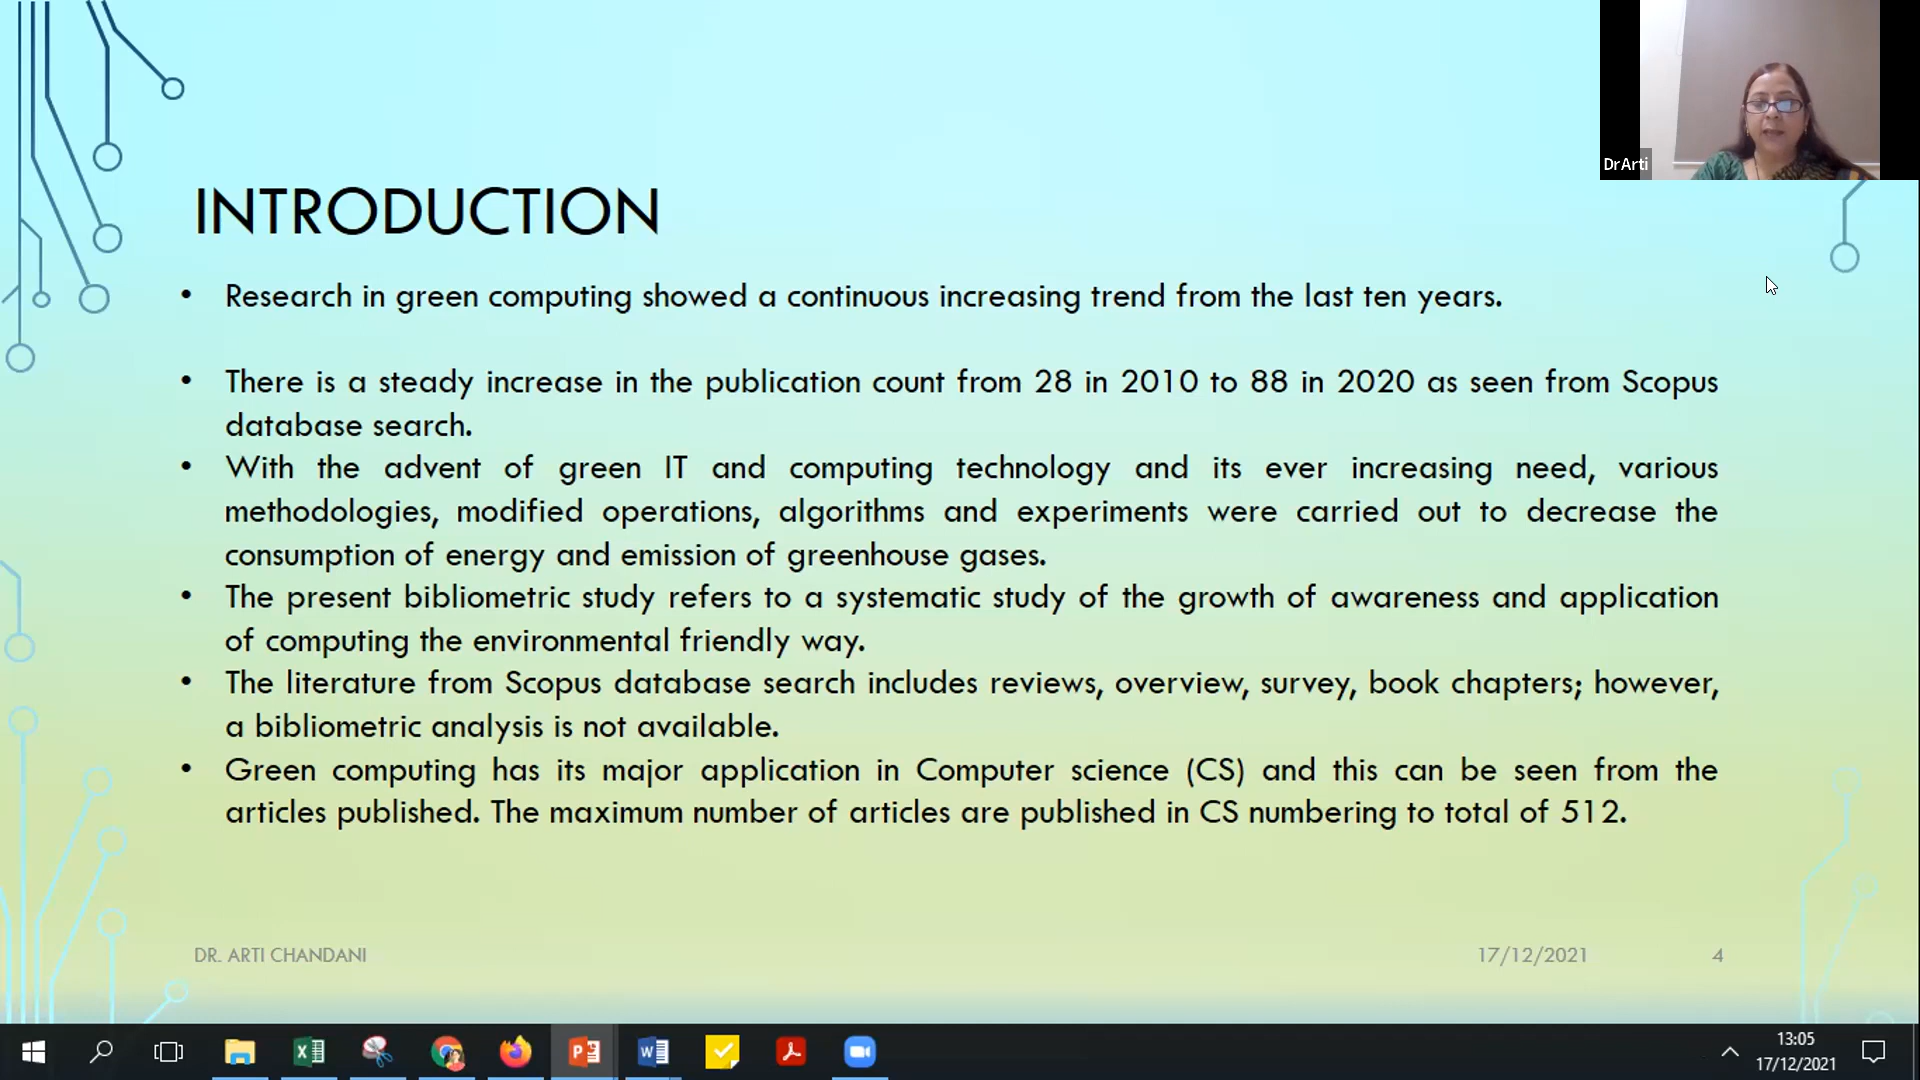 DrArti
INTRODUCTION
• Research in green computing showed a continuous increasing trend from the last ten years.
• There is a steady increase in the publication count from 28 in 2010 to 88 in 2020 as seen from Scopus
database search.
• With the advent of green IT and computing technology and its ever increasing need, various
methodologies, modified operations, algorithms and experiments were carried out to decrease the
consumption of energy and emission of greenhouse gases.
• The present bibliometric study refers to a systematic study of the growth of awareness and application
of computing the environmental friendly way.
• The literature from Scopus database search includes reviews, overview, survey, book chapters; however,
a bibliometric analysis is not available.
• Green computing has its major application in Computer science (CS) and this can be seen from the
articles published. The maximum number of articles are published in CS numbering to total of 512.
DR. ARTI CHANDANI 17/12/2021 4
13:05
17/12/2021